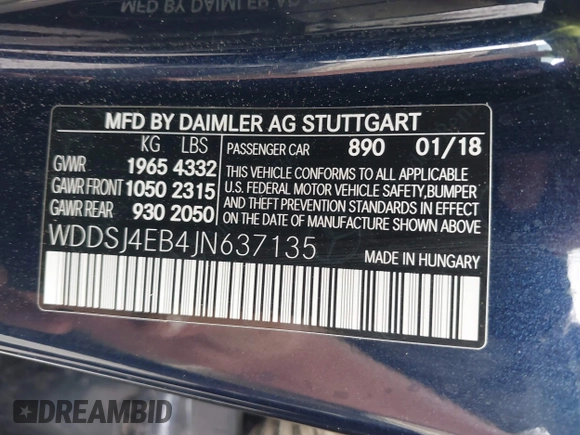 MFD BY DAIMLER AG STUTTGART
KG LBS
GVWR 1965 4332
GAWR FRONT 1050 2315
GAWR REAR 930 2050
PASSENGER CAR 890 01/18
THIS VEHICLE CONFORMS TO ALL APPLICABLE
U.S. FEDERAL MOTOR VEHICLE SAFETY,BUMPER
AND THEFT PREVENTION STANDARDS IN EFFECT
ON THE DATE OF MANUFACTURE SHOWN ABOVE
WDDSJ4EB4JN637135
MADE IN HUNGARY
DREAMBID